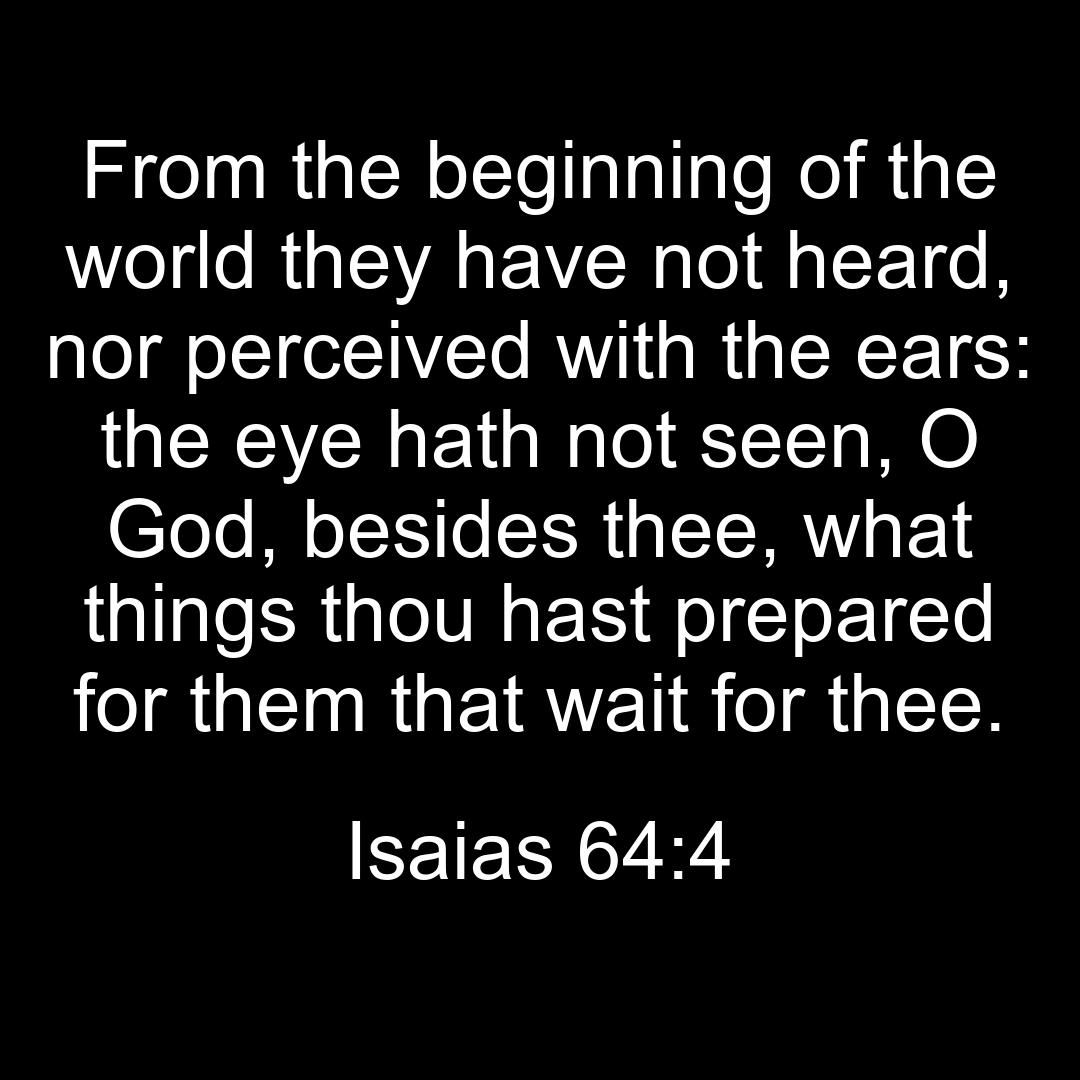 From the beginning of the
world they have not heard,
nor perceived with the ears:
the eye hath not seen, O
God, besides thee, what
things thou hast prepared
for them that wait for thee.
Isaias 64:4